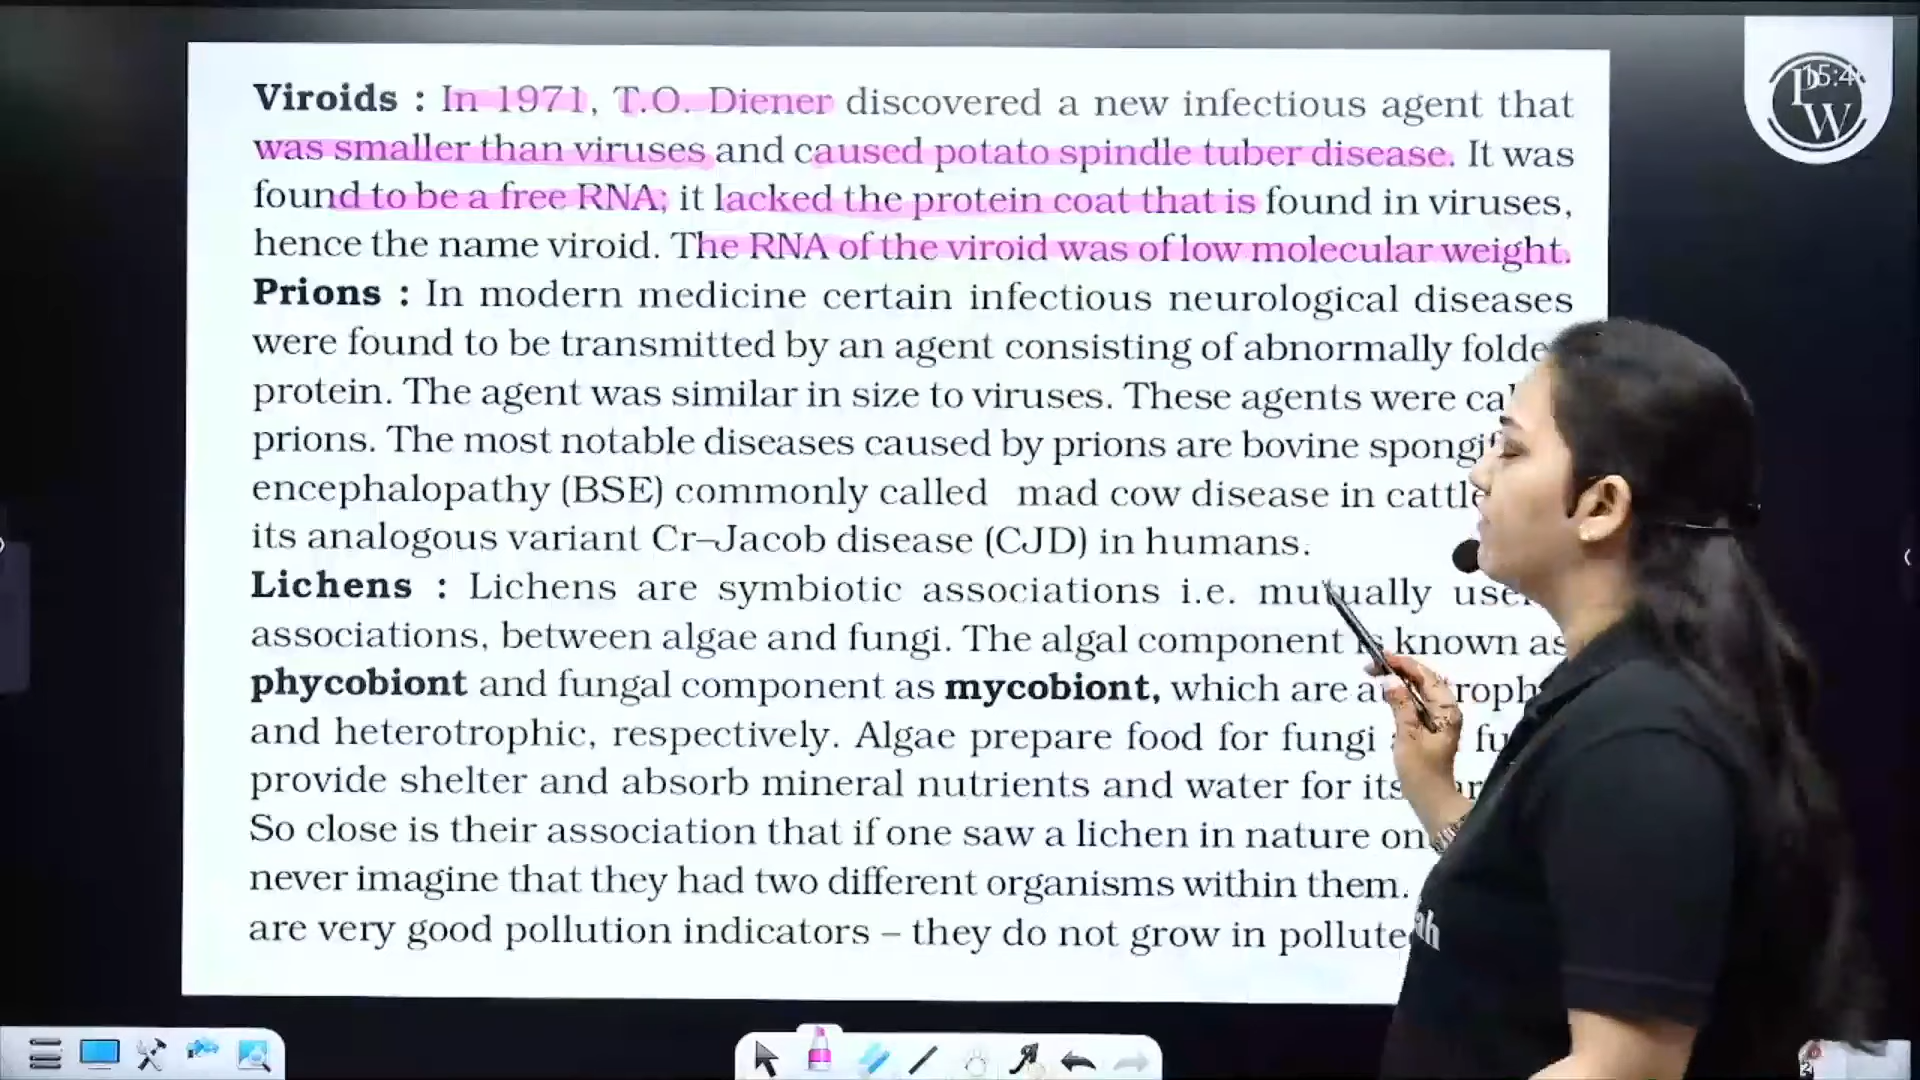 Viroids : In 1971, T.O. Diener discovered a new infectious agent that
was smaller than viruses and caused potato spindle tuber disease. It was
found to be a free RNA; it lacked the protein coat that is found in viruses,
hence the name viroid. The RNA of the viroid was of low molecular weight.
Prions : In modern medicine certain infectious neurological diseases
were found to be transmitted by an agent consisting of abnormally folde
protein. The agent was similar in size to viruses. These agents were
prions. The most notable diseases caused by prions are bovine
encephalopathy (BSE) commonly called mad cow disease in cattle
its analogous variant Cr–Jacob disease (CJD) in humans.
Lichens : Lichens are symbiotic associations i.e. mutually
associations, between algae and fungi. The algal component is known as
phycobiont and fungal component as mycobiont, which are
and heterotrophic, respectively. Algae prepare food for fungi
provide shelter and absorb mineral nutrients and water for its
So close is their association that if one saw a lichen in nature
never imagine that they had two different organisms within them.
are very good pollution indicators – they do not grow in
PW
15:4